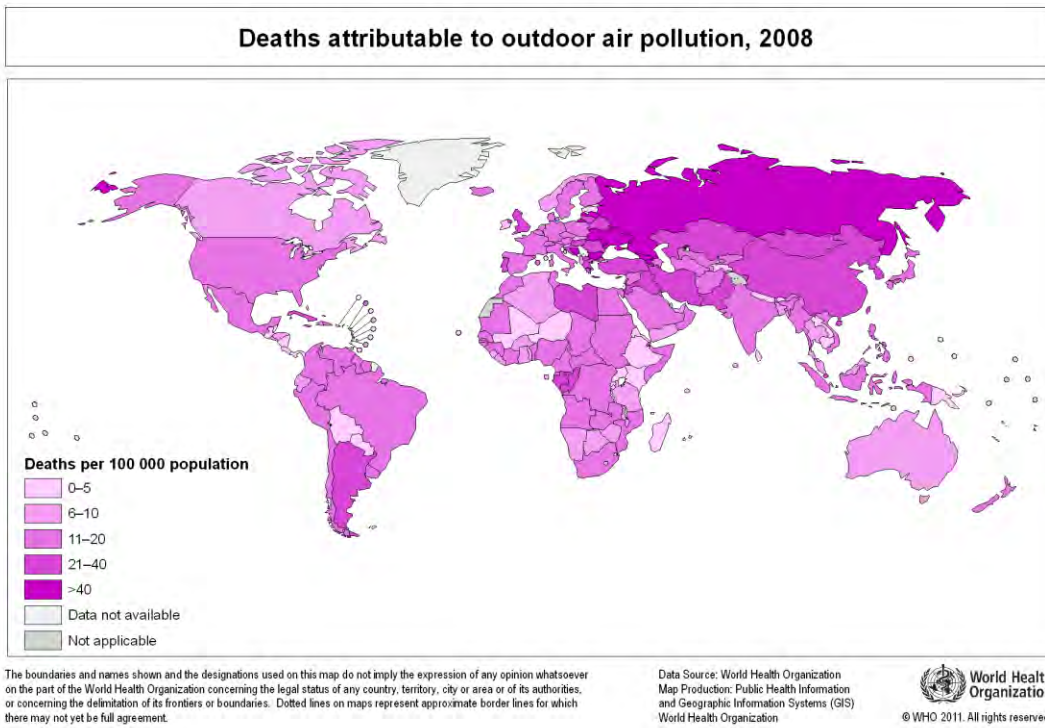 Deaths attributable to outdoor air pollution, 2008
Deaths per 100 000 population
0–5
6–10
11–20
21–40
>40
Data not available
Not applicable
The boundaries and names shown and the designations used on this map do not imply the expression of any opinion whatsoever
on the part of the World Health Organization concerning the legal status of any country, territory, city or area or of its authorities,
or concerning the delimitation of its frontiers or boundaries. Dotted lines on maps represent approximate border lines for which
there may not yet be full agreement.
Data Source: World Health Organization
Map Production: Public Health Information
and Geographic Information Systems (GIS)
World Health Organization
World Healt
Organizatio
© WHO 2011. All rights reserve